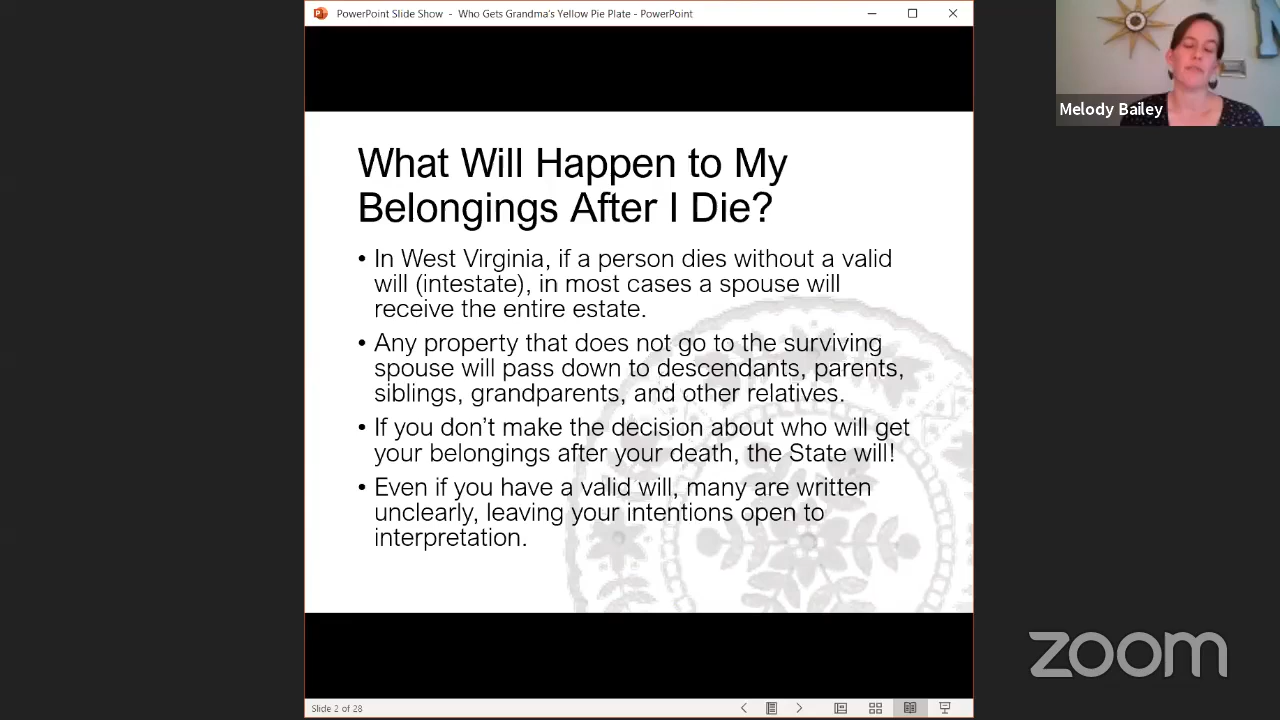 PowerPoint Slide Show - Who Gets Grandma's Yellow Pie Plate - PowerPoint
Melody Bailey
What Will Happen to My
Belongings After I Die?
• In West Virginia, if a person dies without a valid
will (intestate), in most cases a spouse will
receive the entire estate.
• Any property that does not go to the surviving
spouse will pass down to descendants, parents,
siblings, grandparents, and other relatives.
• If you don't make the decision about who will get
your belongings after your death, the State will!
• Even if you have a valid will, many are written
unclearly, leaving your intentions open to
interpretation.
zoom
Slide 2 of 28